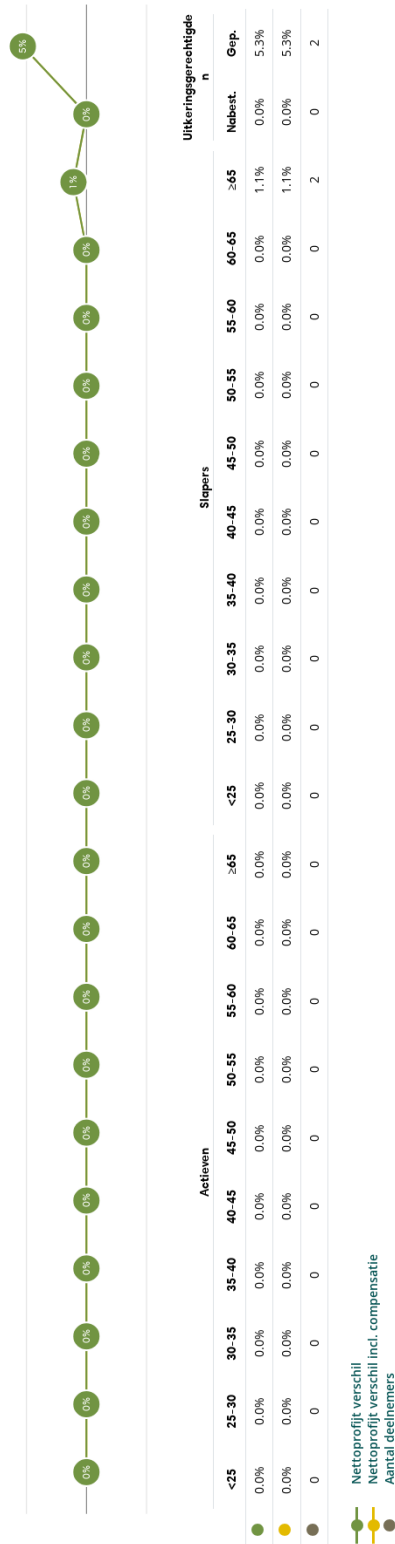 0% 0% 0% 0% 0% 0% 0% 0% 0% 0% 0% 0% 0% 0% 0% 0% 0% 0% 0% 1% 0% 5%
Actieven Slapers Uitkeringsgerechtigde
n
<25 25-30 30-35 35-40 40-45 45-50 50-55 55-60 60-65 ≥65 <25 25-30 30-35 35-40 40-45 45-50 50-55 55-60 60-65 ≥65 Nabest. Gep.
0.0% 0.0% 0.0% 0.0% 0.0% 0.0% 0.0% 0.0% 0.0% 0.0% 0.0% 0.0% 0.0% 0.0% 0.0% 0.0% 0.0% 0.0% 0.0% 1.1% 0.0% 5.3%
0.0% 0.0% 0.0% 0.0% 0.0% 0.0% 0.0% 0.0% 0.0% 0.0% 0.0% 0.0% 0.0% 0.0% 0.0% 0.0% 0.0% 0.0% 0.0% 1.1% 0.0% 5.3%
0 0 0 0 0 0 0 0 0 0 0 0 0 0 0 0 0 0 0 2 0 2
Nettoprofijt verschil
Nettoprofijt verschil incl. compensatie
Aantal deelnemers